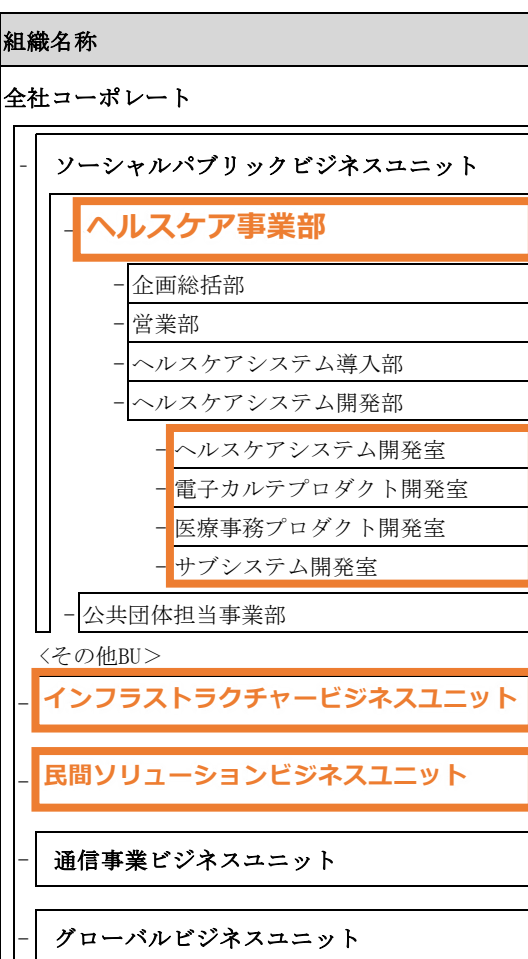 組織名称
全社コーポレート
- ソーシャルパブリックビジネスユニット
- ヘルスケア事業部
- 企画総括部
- 営業部
- ヘルスケアシステム導入部
- ヘルスケアシステム開発部
- ヘルスケアシステム開発室
- 電子カルテプロダクト開発室
- 医療事務プロダクト開発室
- サブシステム開発室
- 公共団体担当事業部
<その他BU>
- インフラストラクチャービジネスユニット
- 民間ソリューションビジネスユニット
- 通信事業ビジネスユニット
- グローバルビジネスユニット